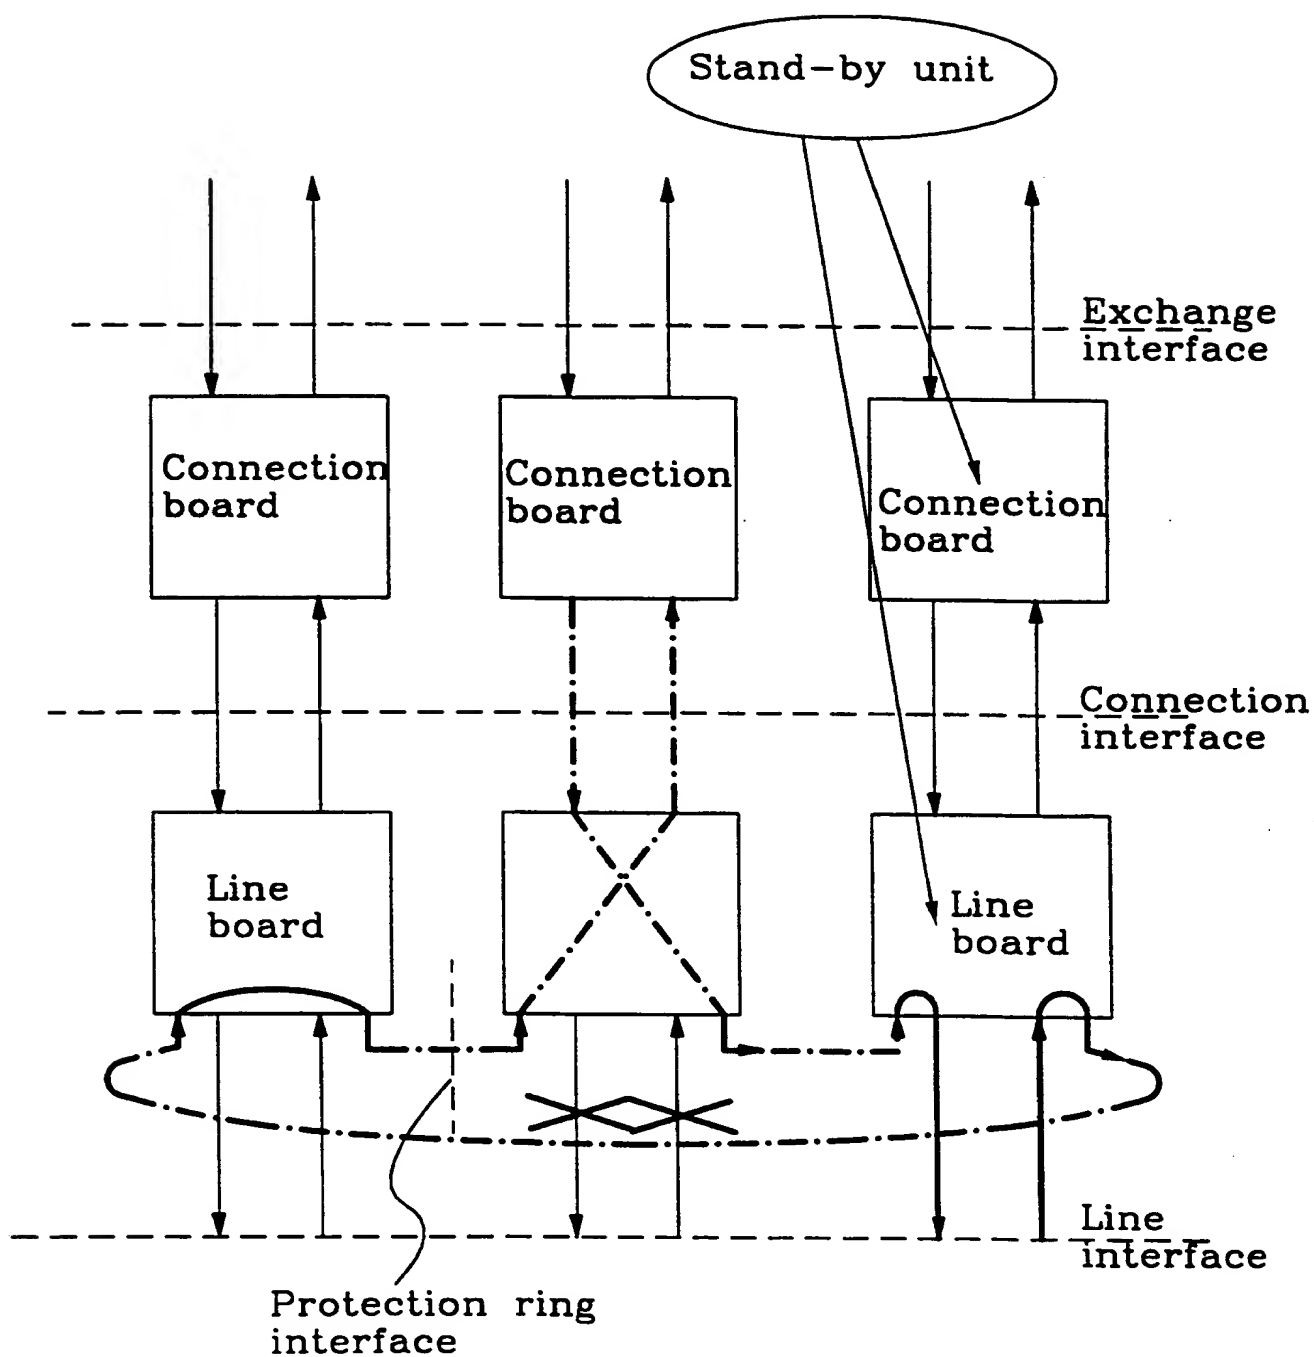 Stand-by unit
Exchange
interface
Connection
board
Connection
board
Connection
board
Connection
interface
Line
board
Line
board
Line
interface
Protection ring
interface